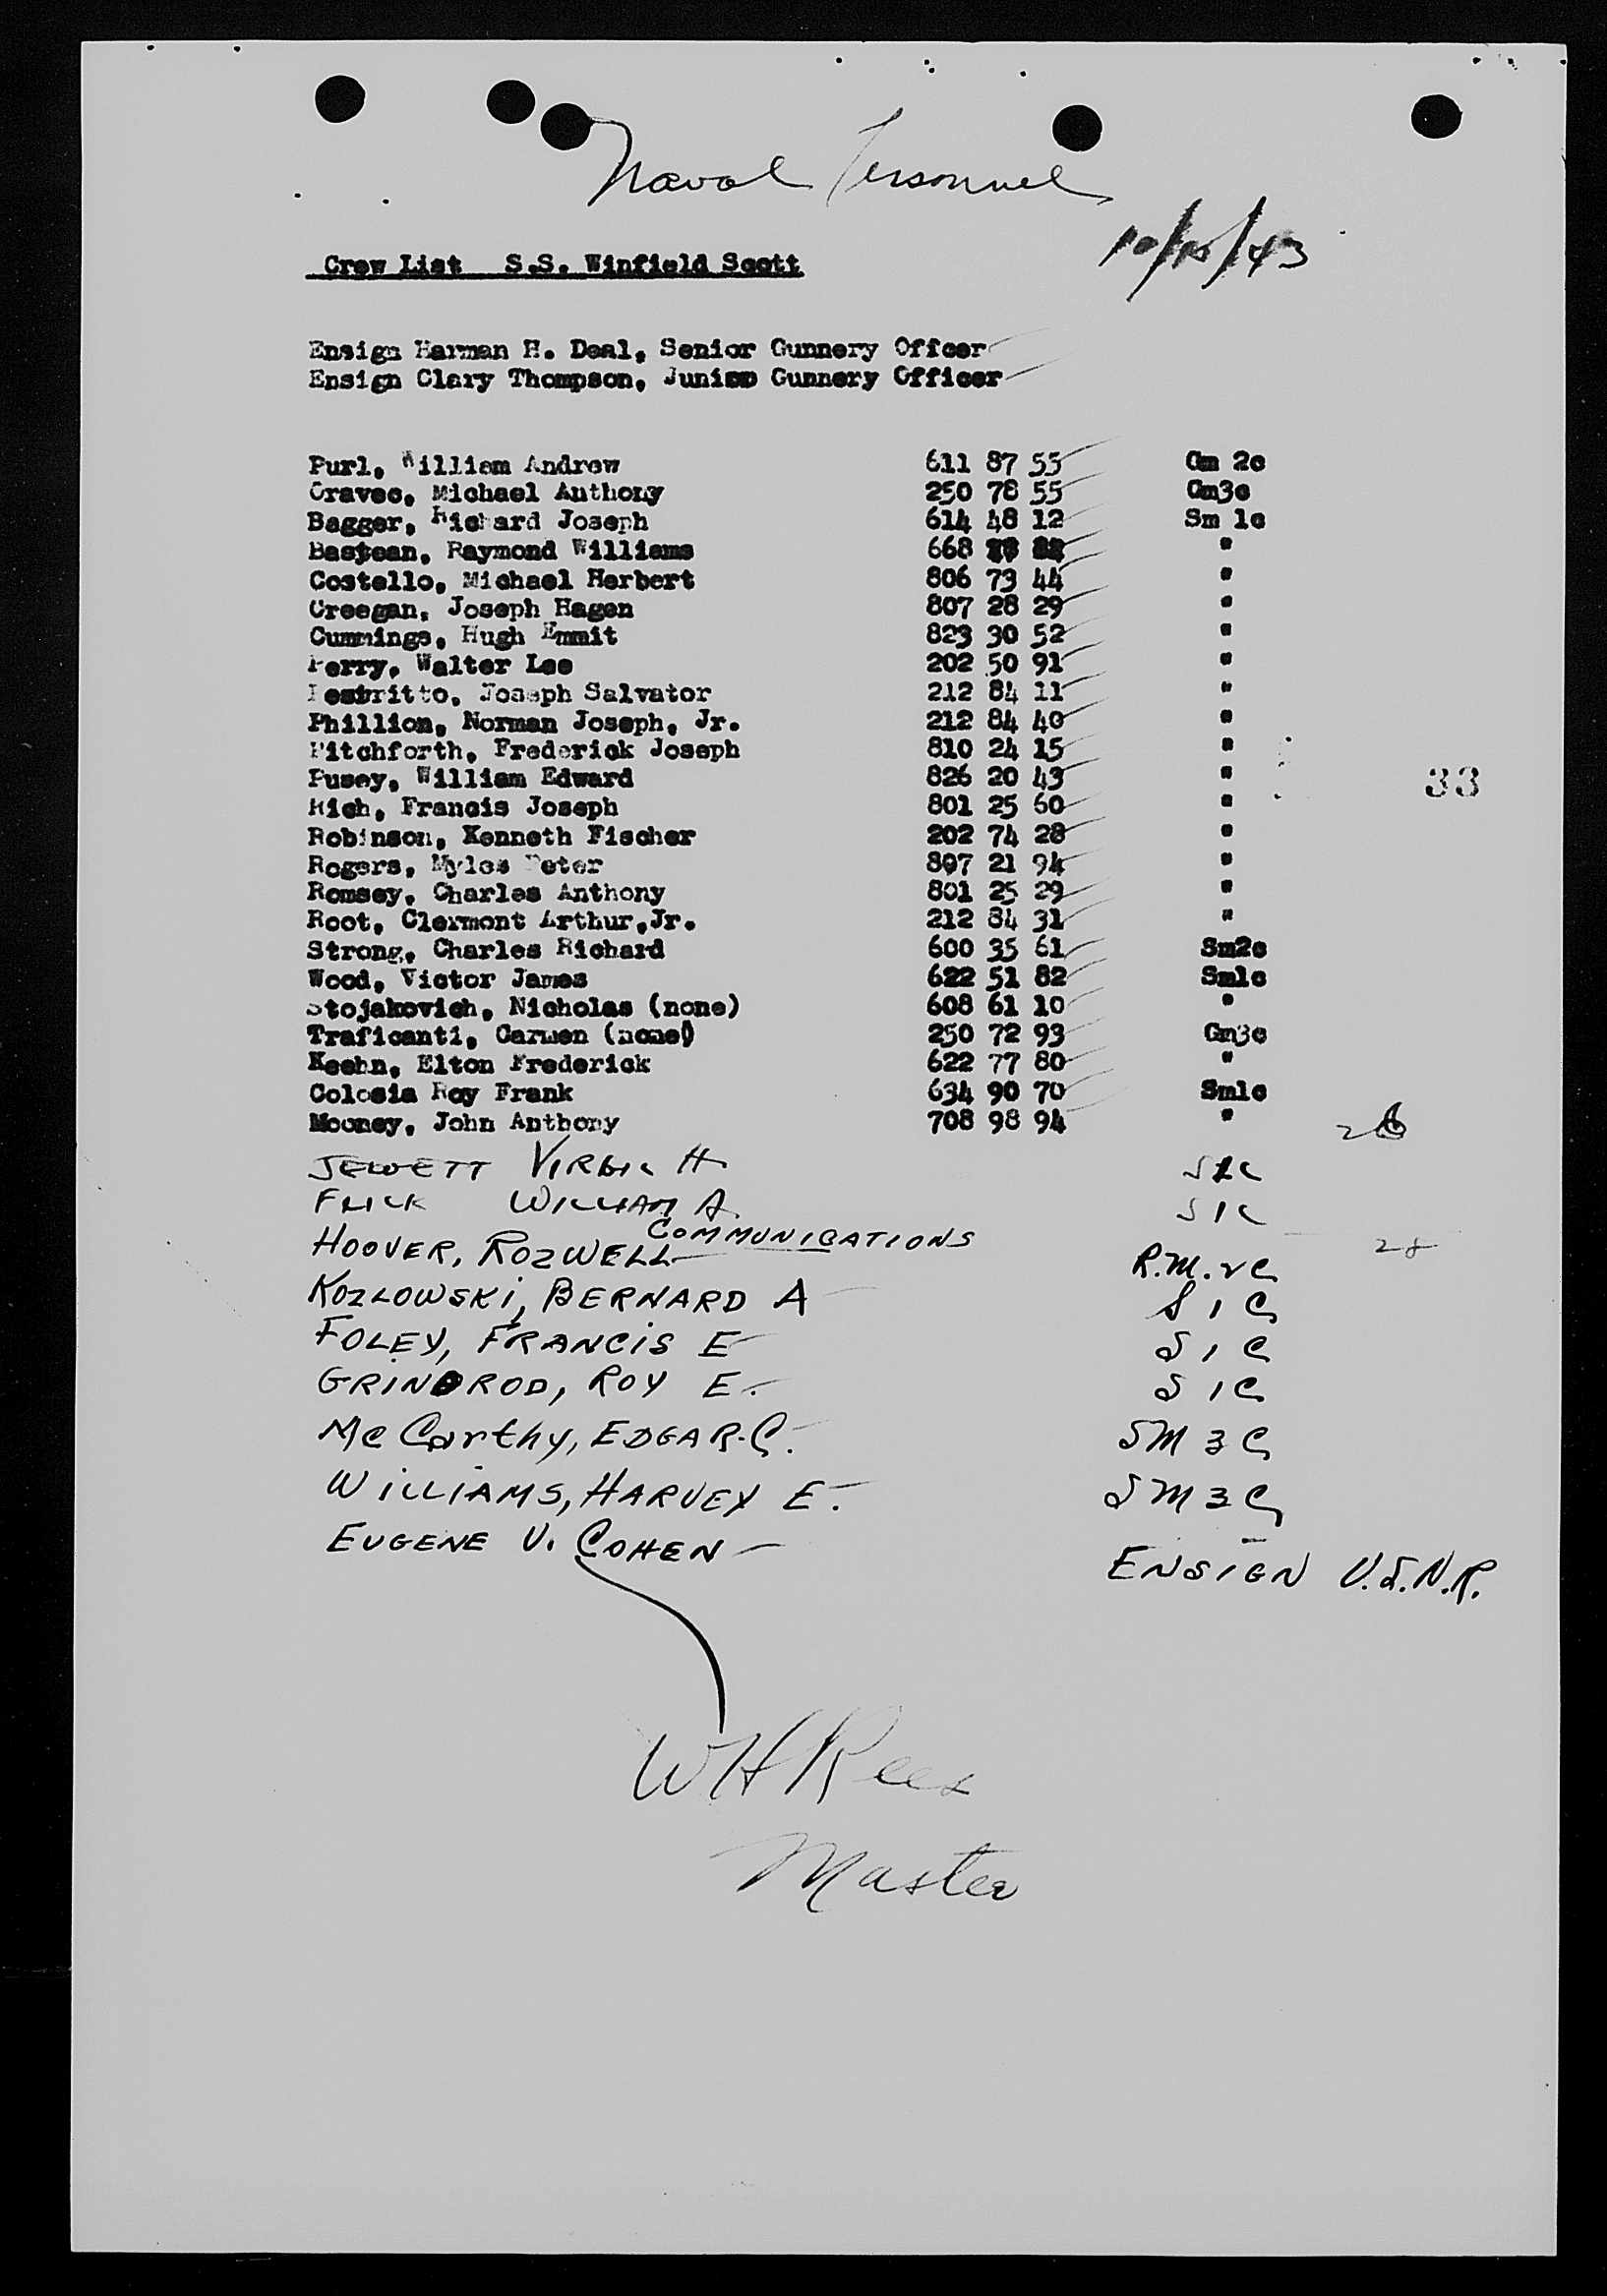 Naval Personnel
10/15/43
Crew List S.S. Winfield Scott
Ensign Harman H. Deal, Senior Gunnery Offcer
Ensign Clary Thompson, Junior Gunnery Officer
Purl, William Andrew 611 87 55 Gm 2c
Gravec, Michael Anthony 250 78 55 Gm3c
Bagger, Richard Joseph 614 48 12 Sm 1c
Bastean, Raymond Williams 668 "
Costello, Michael Herbert 806 73 44 "
Creegan, Joseph Hagen 807 28 29 "
Cummings, Hugh Emmit 823 30 52 "
Perry, Walter Lee 202 50 91 "
Joseph Salvator 212 84 11 "
Phillion, Norman Joseph, Jr. 212 84 40 "
Pitchforth, Frederick Joseph 810 24 15 "
Pusey, William Edward 826 20 43 "
33
Rich, Francis Joseph 801 25 60 "
Robinson, Kenneth Fischer 202 74 28 "
Rogers, Myles Peter 807 21 94 "
Romsey, Charles Anthony 801 25 29 "
Root, Clermont Arthur,Jr. 212 84 31 "
Strong, Charles Richard 600 35 61 Sm2c
Wood, Victor James 622 51 82 Sm1c
Stojakovich, Nicholas (none) 608 61 10 "
Traficanti, Carmen (none) 250 72 93 Gm3c
Keehn, Elton Frederick 622 77 80 "
Colosia Roy Frank 634 90 70 Sm1c
Mooney, John Anthony 708 98 94 "
26
JEWETT VIRGIL H. S2C
FLICK WILLIAM A. S1C
COMMUNICATIONS
HOOVER, ROZWELL R.M.2C
28
KOZLOWSKI, BERNARD A S1C
FOLEY, FRANCIS E S1C
GRINDROD, ROY E. S1C
McCarthy, EDGAR.C. SM3C
WILLIAMS, HARVEY E. SM3C
EUGENE V. COHEN ENSIGN U.S.N.R.
WH Rees
Master